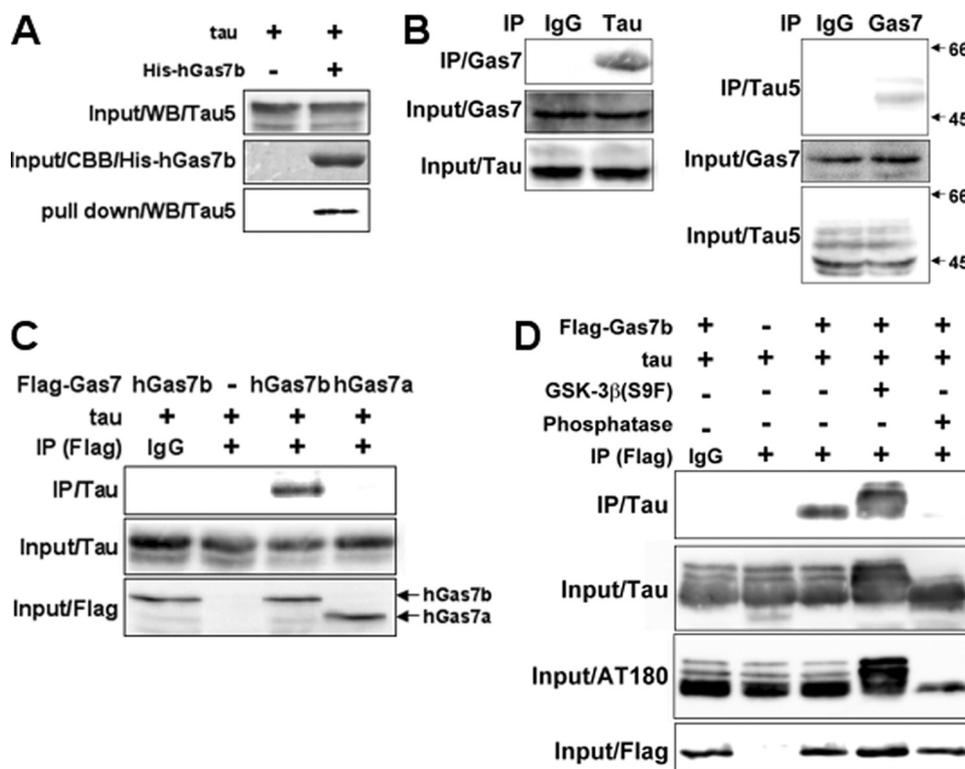 A
tau + +
His-hGas7b - +
Input/WB/Tau5
Input/CBB/His-hGas7b
pull down/WB/Tau5
B
IP IgG Tau
IP/Gas7
Input/Gas7
Input/Tau
IP IgG Gas7
66
IP/Tau5
45
Input/Gas7
66
Input/Tau5
45
C
Flag-Gas7 hGas7b - hGas7b hGas7a
tau + + + +
IP (Flag) IgG + + +
IP/Tau
Input/Tau
Input/Flag
hGas7b
hGas7a
D
Flag-Gas7b + - + + +
tau + + + + +
GSK-3β(S9F) - - - + -
Phosphatase - - - - +
IP (Flag) IgG + + + +
IP/Tau
Input/Tau
Input/AT180
Input/Flag